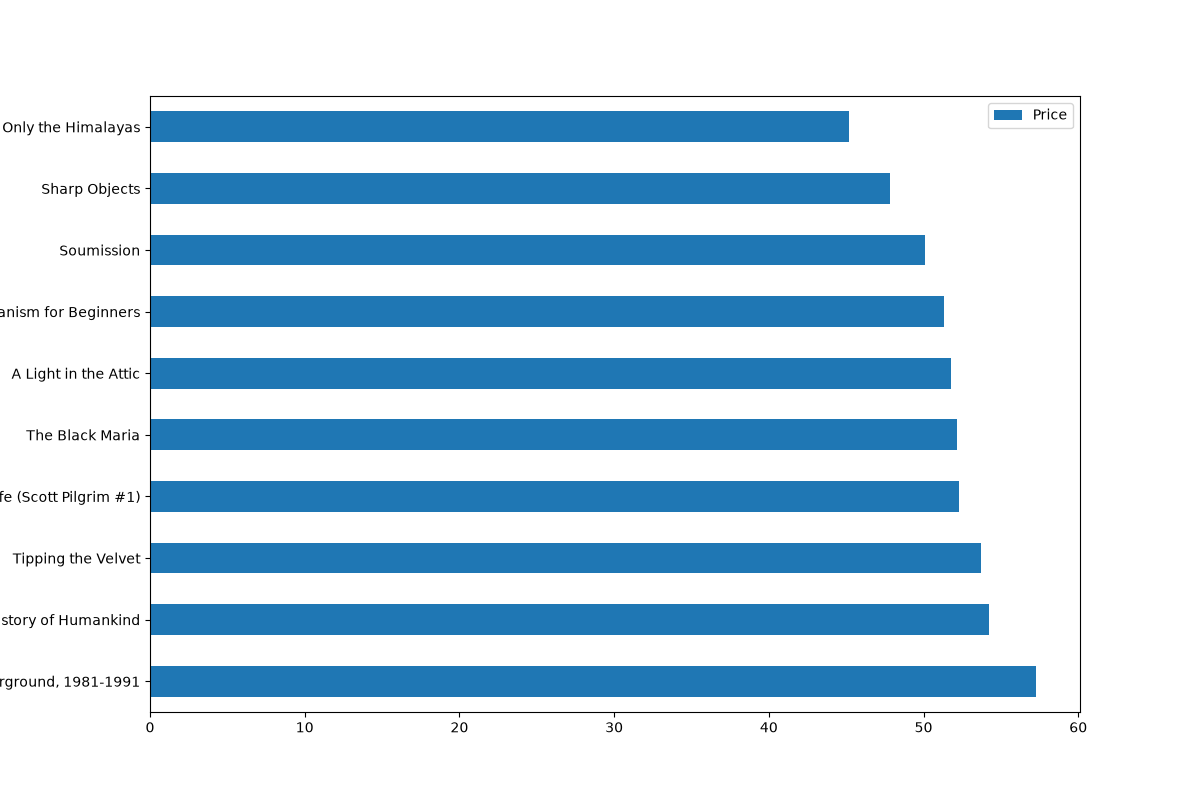 Price
Only the Himalayas
Sharp Objects
Soumission
anism for Beginners
A Light in the Attic
The Black Maria
fe (Scott Pilgrim #1)
Tipping the Velvet
story of Humankind
rground, 1981-1991
0 10 20 30 40 50 60